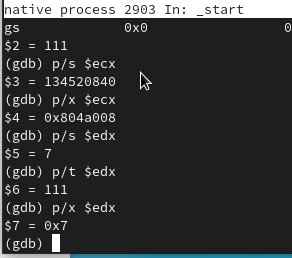 native process 2903 In: _start
gs 0x0 0
$2 = 111
(gdb) p/s $ecx
$3 = 134520840
(gdb) p/x $ecx
$4 = 0x804a008
(gdb) p/s $edx
$5 = 7
(gdb) p/t $edx
$6 = 111
(gdb) p/x $edx
$7 = 0x7
(gdb)